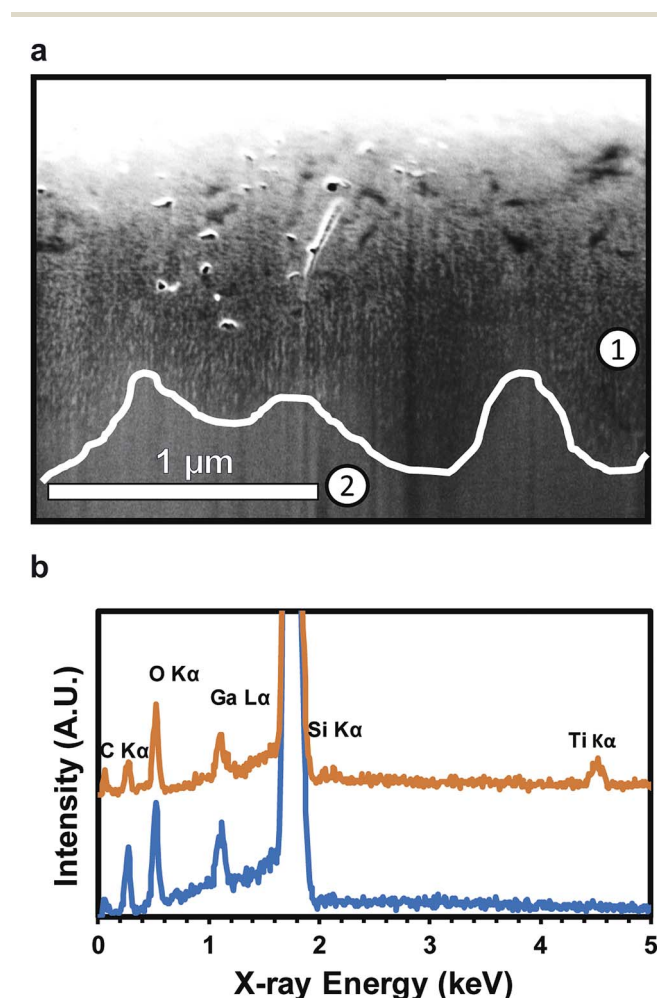 a
1
1 μm
2
b
O Kα
Ga Lα
C Kα
Si Kα
Ti Kα
Intensity (A.U.)
0 1 2 3 4 5
X-ray Energy (keV)